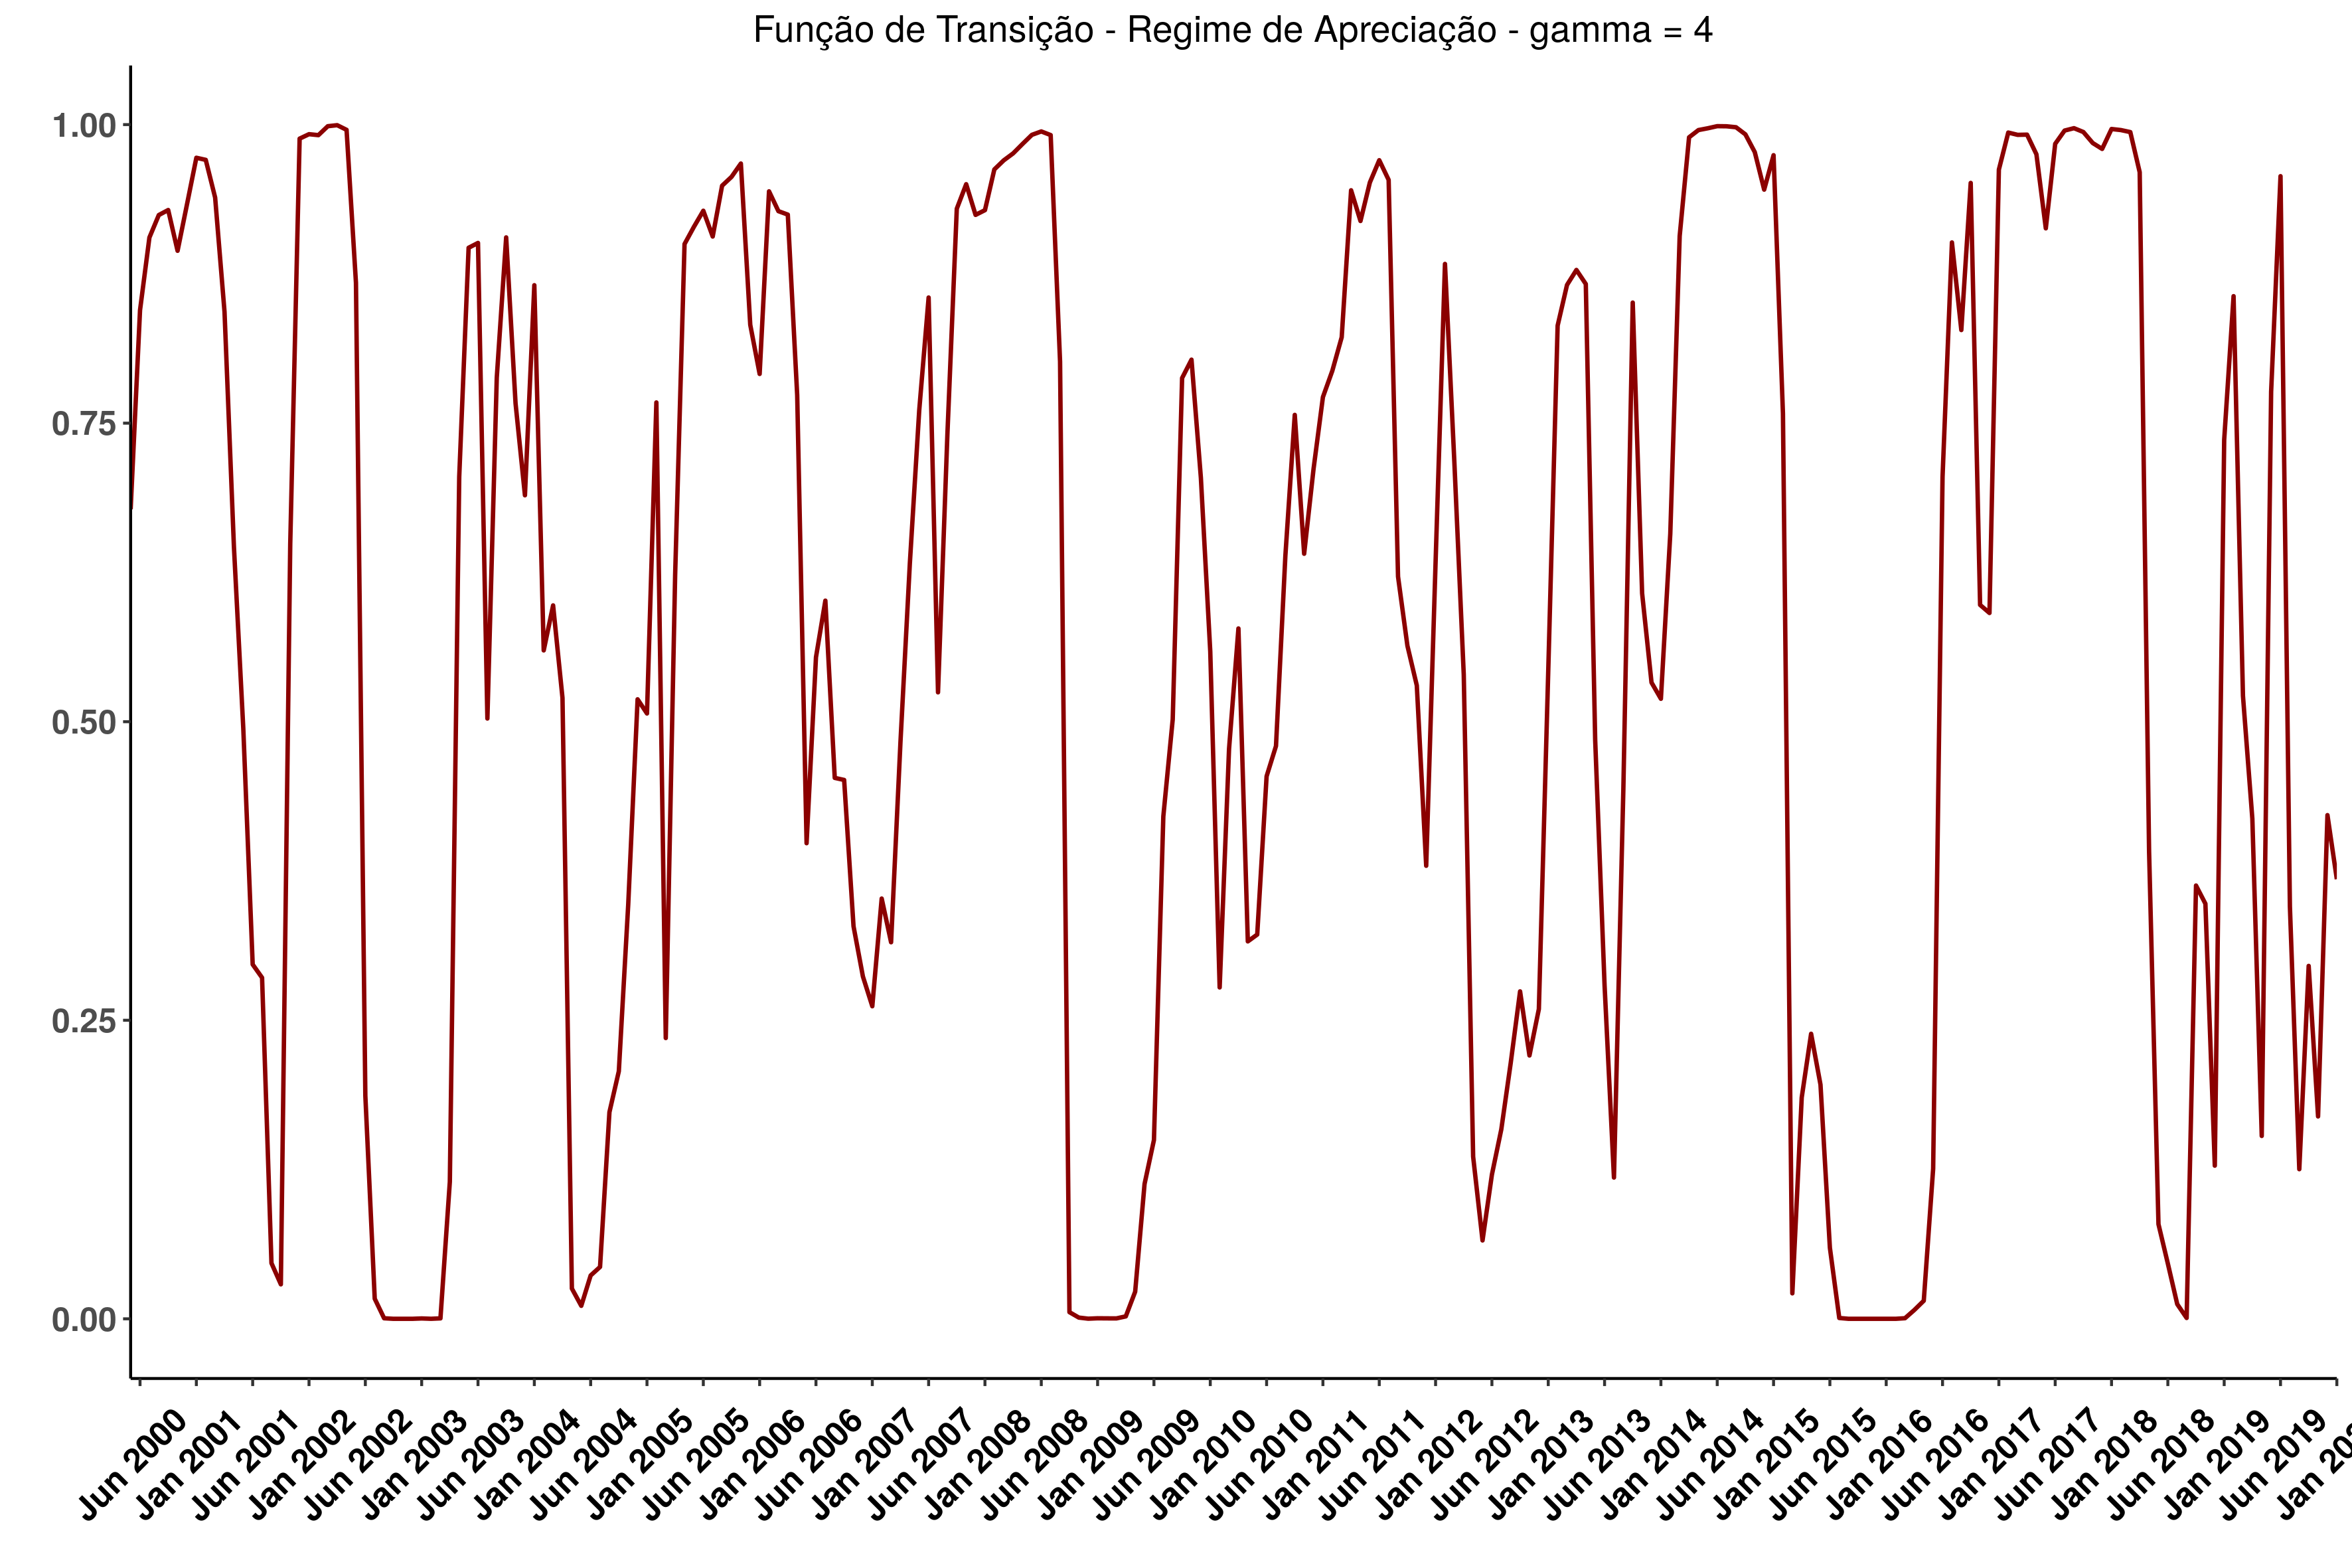 Função de Transição - Regime de Apreciação - gamma = 4
1.00
0.75
0.50
0.25
0.00
Jun 2000
Jan 2001
Jun 2001
Jan 2002
Jun 2002
Jan 2003
Jun 2003
Jan 2004
Jun 2004
Jan 2005
Jun 2005
Jan 2006
Jun 2006
Jan 2007
Jun 2007
Jan 2008
Jun 2008
Jan 2009
Jun 2009
Jan 2010
Jun 2010
Jan 2011
Jun 2011
Jan 2012
Jun 2012
Jan 2013
Jun 2013
Jan 2014
Jun 2014
Jan 2015
Jun 2015
Jan 2016
Jun 2016
Jan 2017
Jun 2017
Jan 2018
Jun 2018
Jan 2019
Jun 2019
Jan